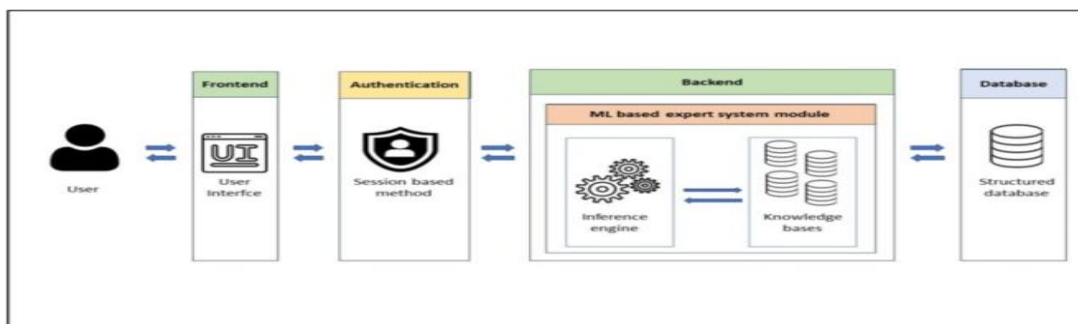 Frontend
Authentication
Backend
Database
ML based expert system module
UI
User
User
Interfce
Session based
method
Inference
engine
Knowledge
bases
Structured
database